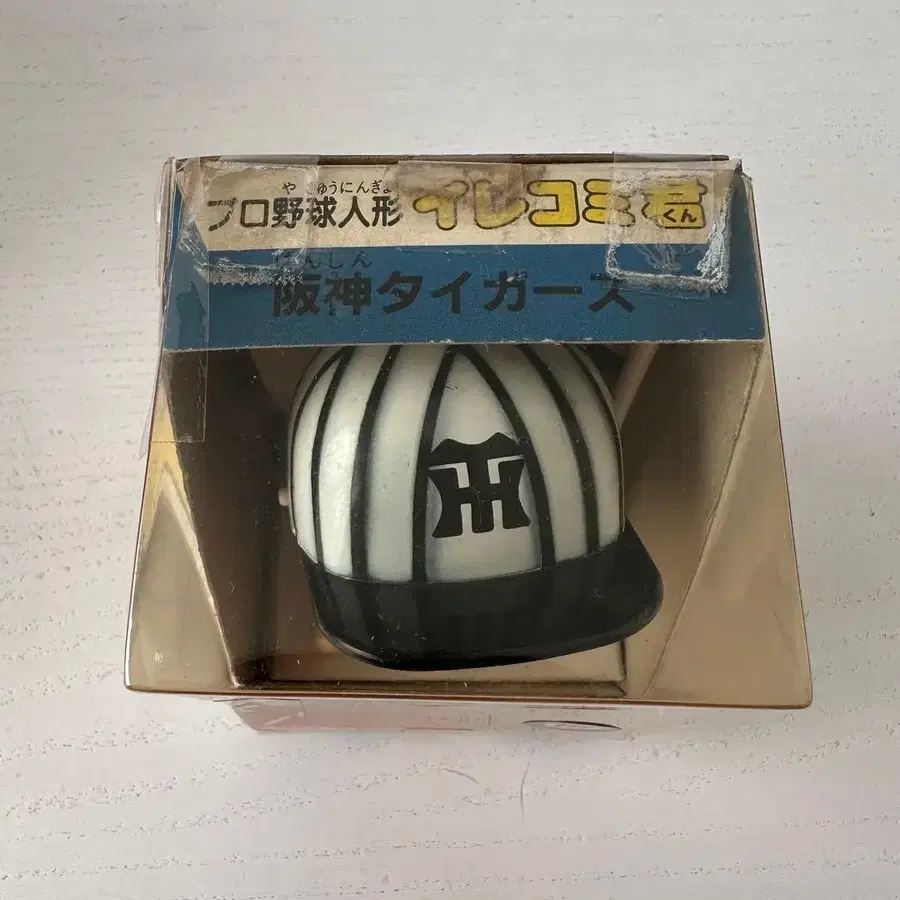 やきゅうにんぎょ
プロ野球人形 イレコミ君
くん
はんしん
阪神タイガース
HT